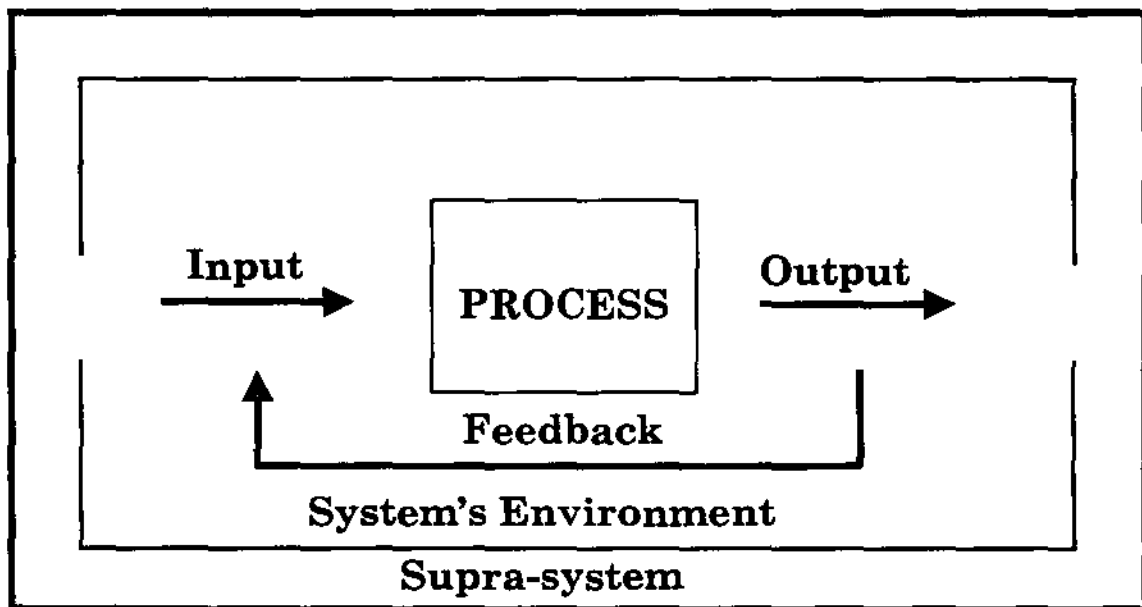 Input
Output
PROCESS
Feedback
System's Environment
Supra-system